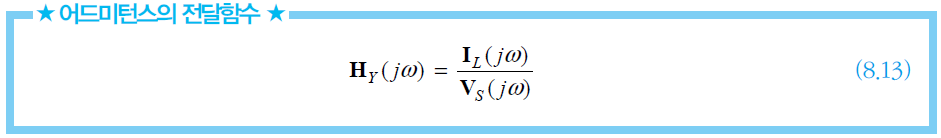 ★ 어드미턴스의 전달함수 ★
H_Y(jω) = I_L(jω) / V_S(jω) (8.13)